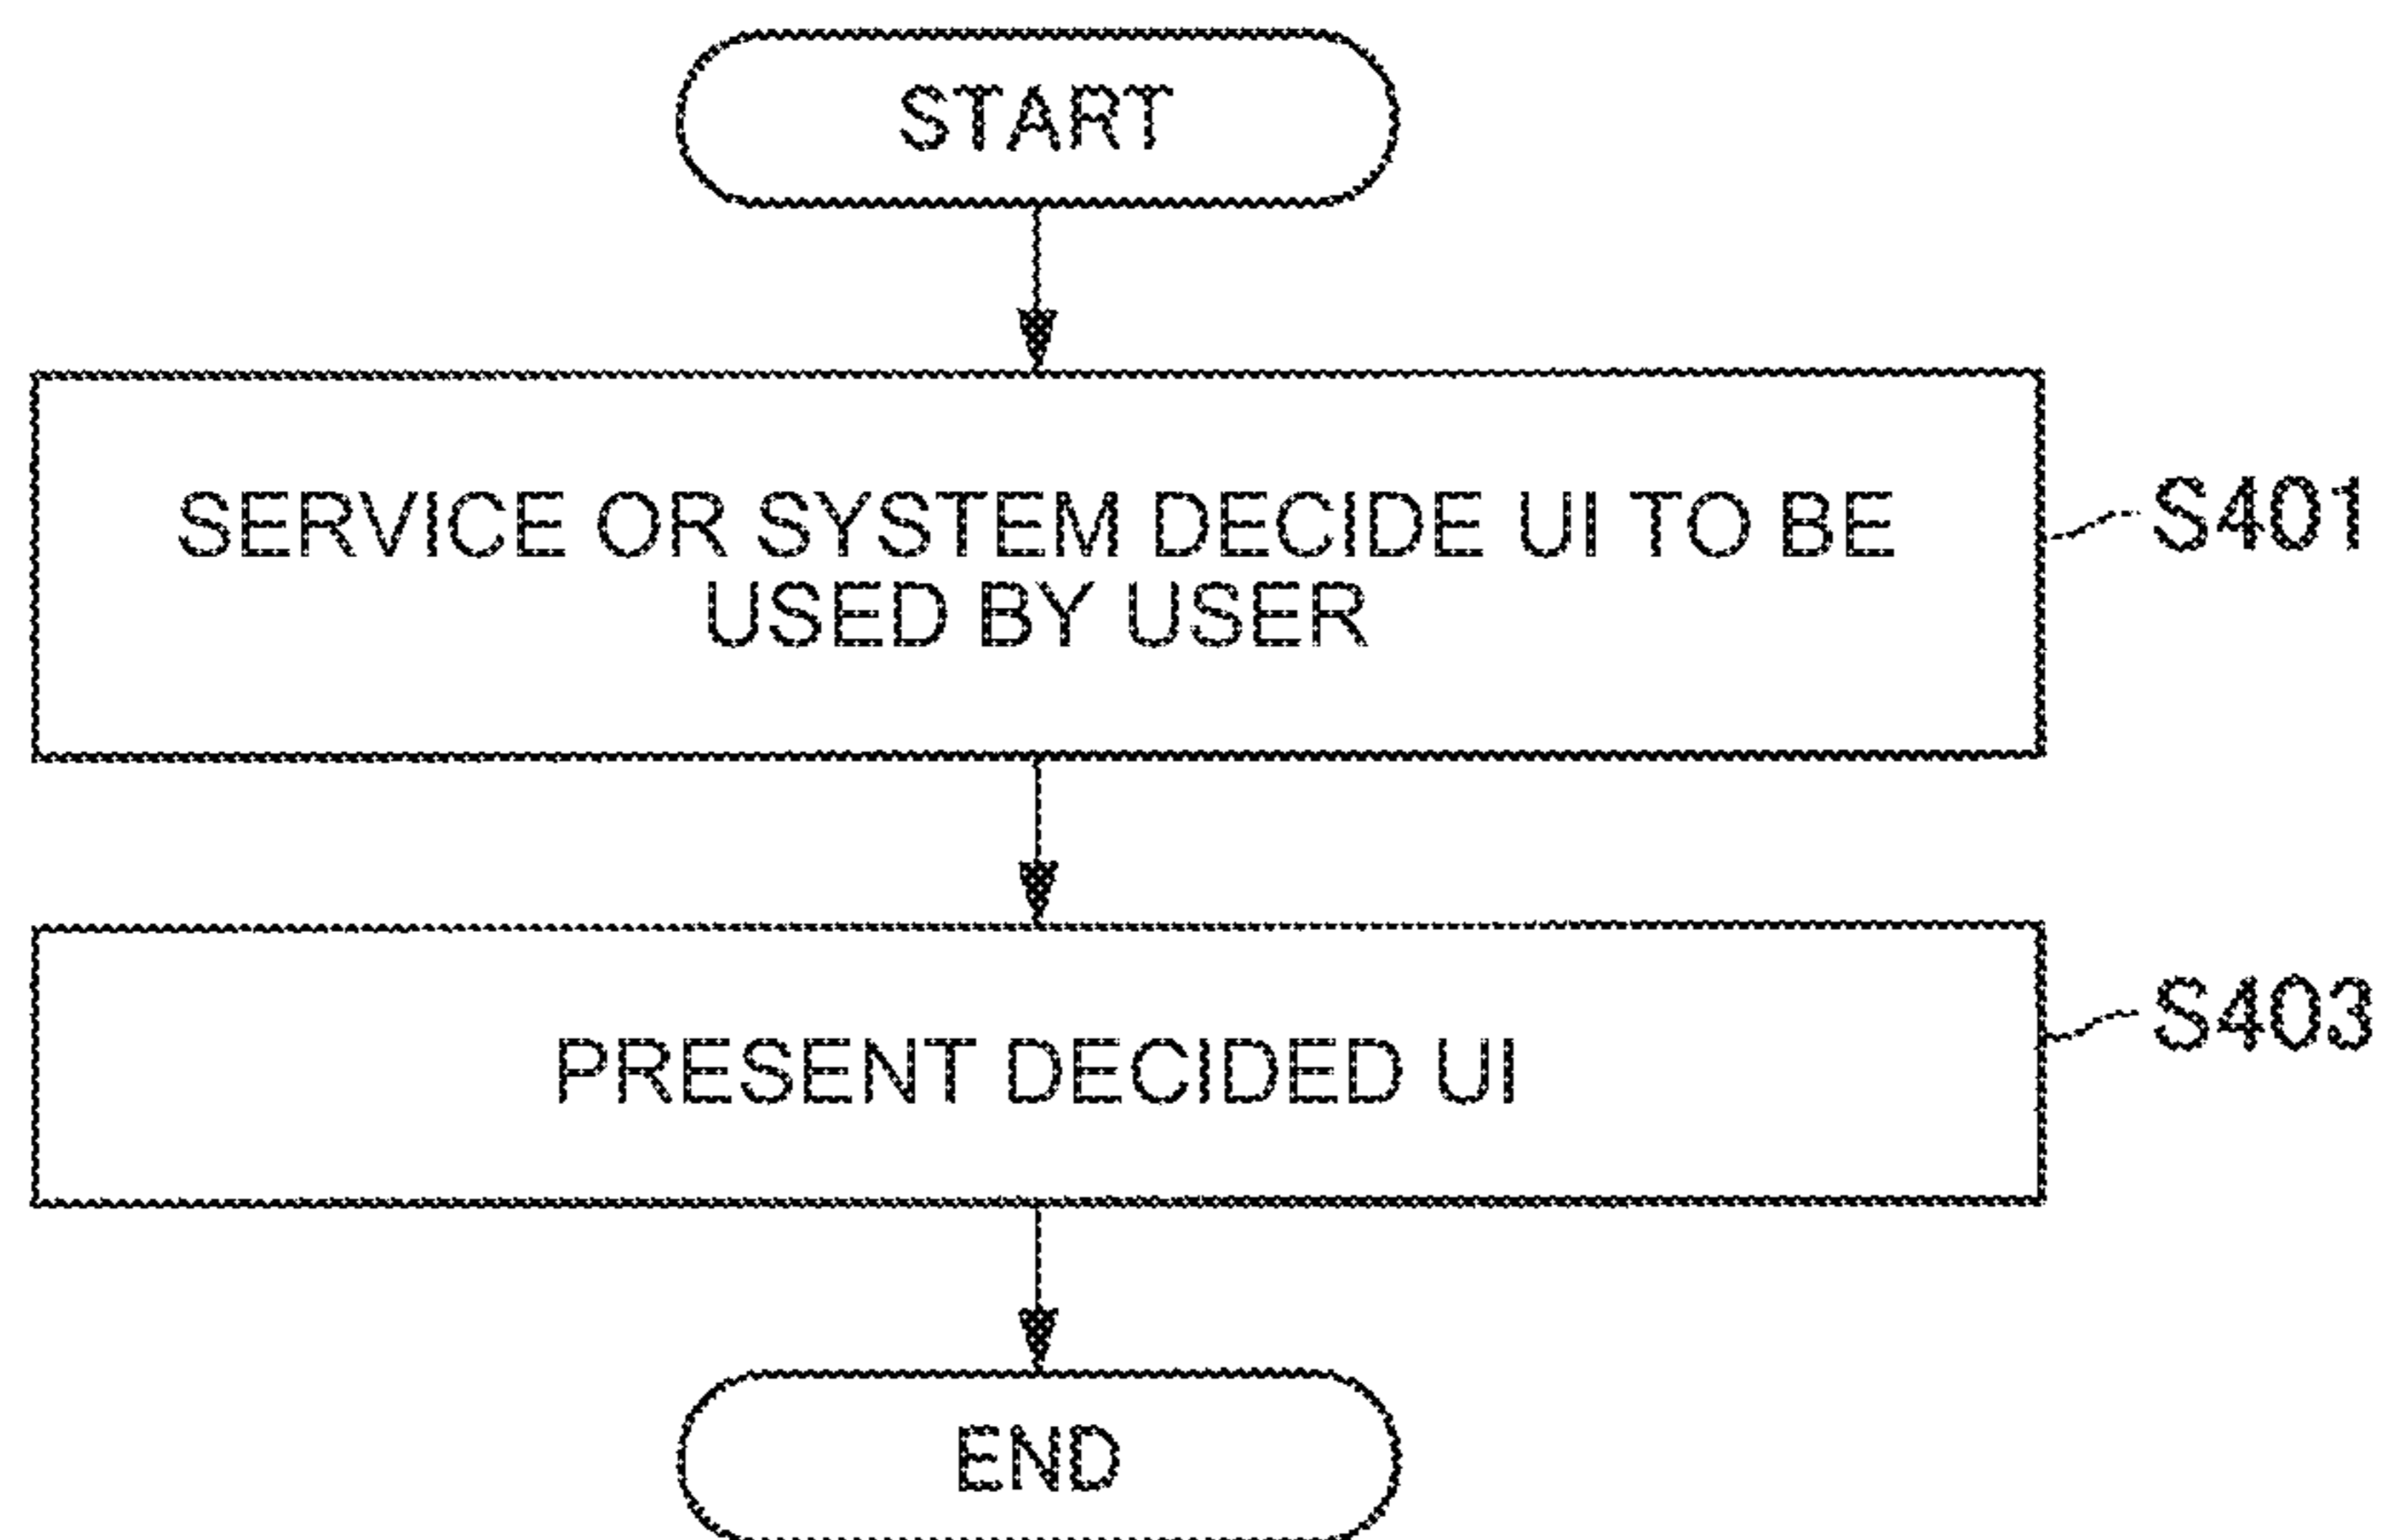 START
SERVICE OR SYSTEM DECIDE UI TO BE
USED BY USER
S401
PRESENT DECIDED UI
S403
END